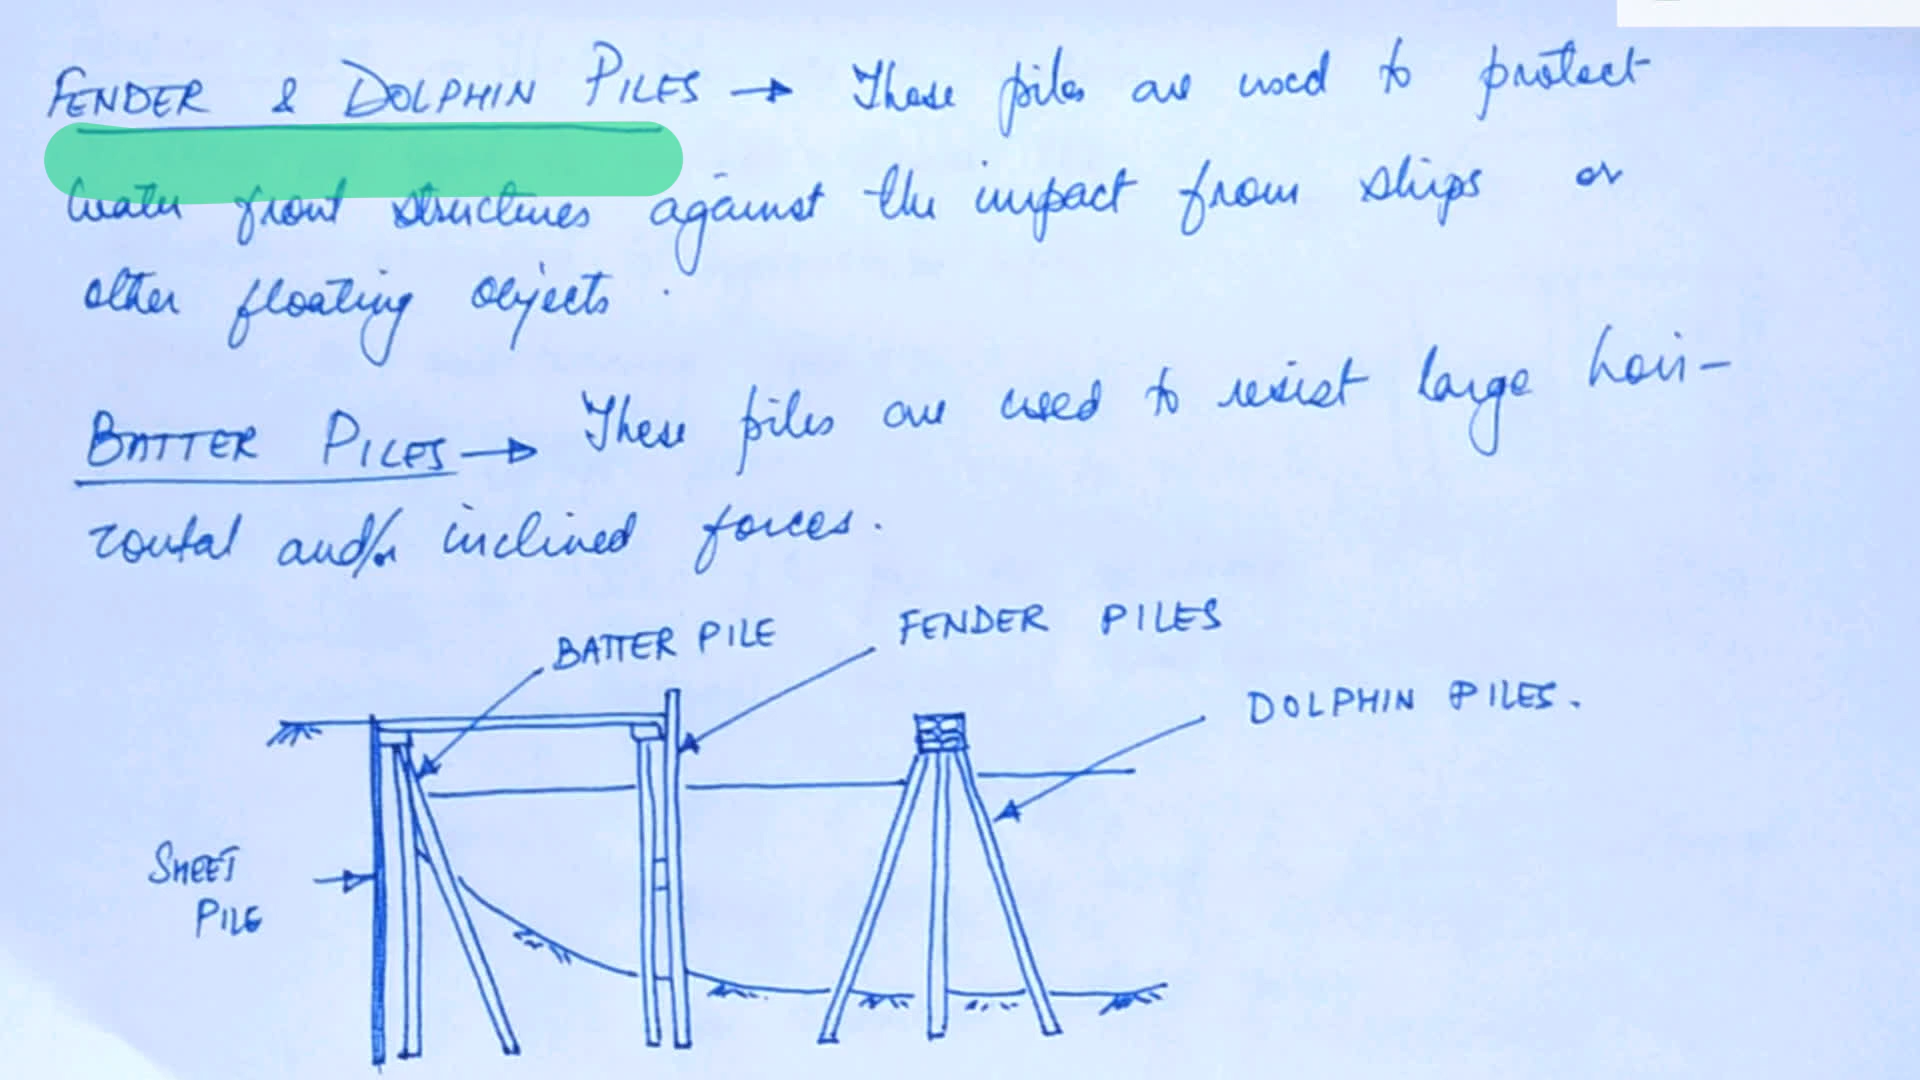 FENDER & DOLPHIN PILES → These piles are used to protect
water front structures against the impact from ships or
other floating objects.
BATTER PILES → These piles are used to resist large hori-
zontal and/or inclined forces.
BATTER PILE
FENDER PILES
DOLPHIN PILES.
SHEET
PILE